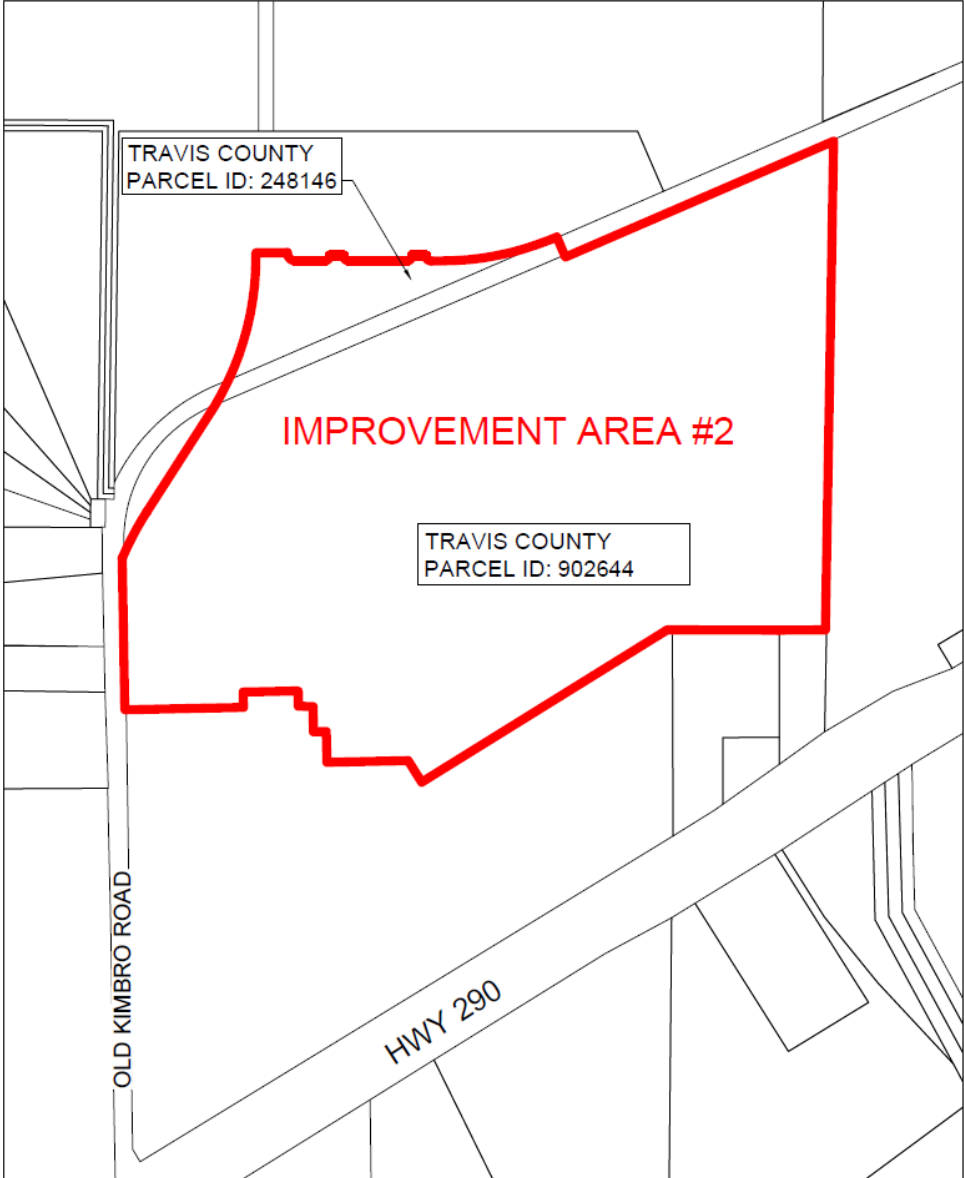 TRAVIS COUNTY
PARCEL ID: 248146
IMPROVEMENT AREA #2
TRAVIS COUNTY
PARCEL ID: 902644
OLD KIMBRO ROAD
HWY 290